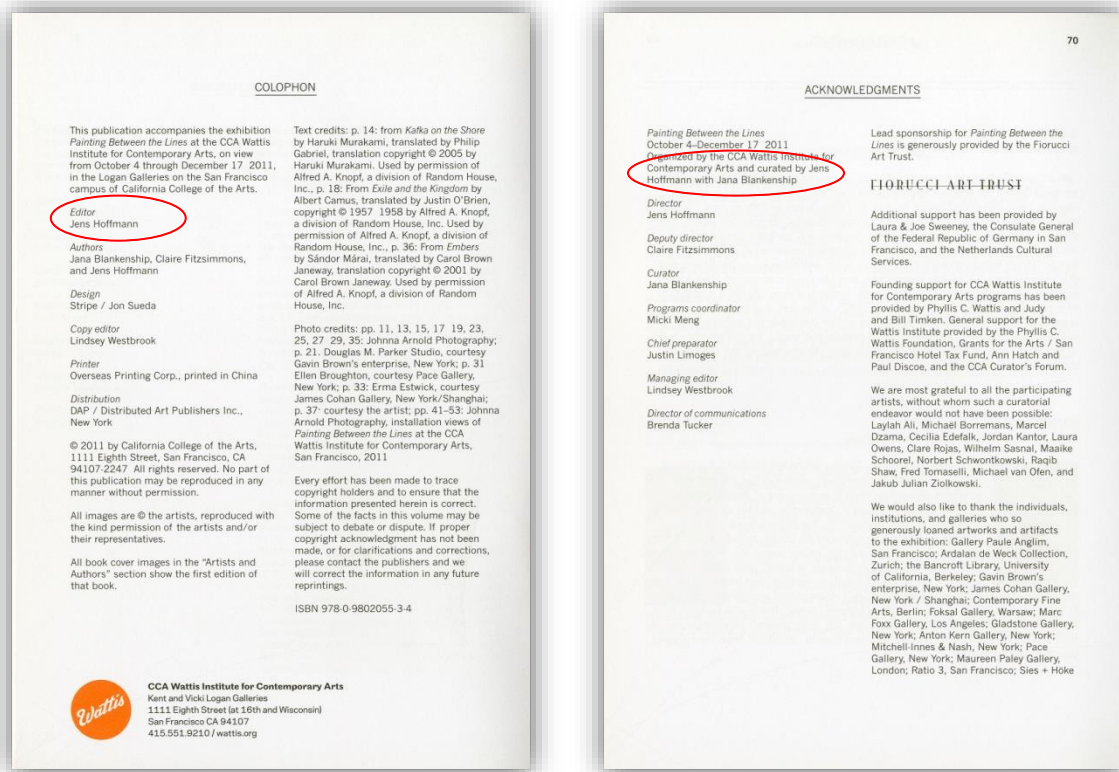 COLOPHON
This publication accompanies the exhibition
Painting Between the Lines at the CCA Wattis
Institute for Contemporary Arts, on view
from October 4 through December 17 2011,
in the Logan Galleries on the San Francisco
campus of California College of the Arts.
Editor
Jens Hoffmann
Authors
Jana Blankenship, Claire Fitzsimmons,
and Jens Hoffmann
Design
Stripe / Jon Sueda
Copy editor
Lindsey Westbrook
Printer
Overseas Printing Corp., printed in China
Distribution
DAP / Distributed Art Publishers Inc.,
New York
© 2011 by California College of the Arts,
1111 Eighth Street, San Francisco, CA
94107-2247 All rights reserved. No part of
this publication may be reproduced in any
manner without permission.
All images are © the artists, reproduced with
the kind permission of the artists and/or
their representatives.
All book cover images in the “Artists and
Authors” section show the first edition of
that book.
Text credits: p. 14: from Kafka on the Shore
by Haruki Murakami, translated by Philip
Gabriel, translation copyright © 2005 by
Haruki Murakami. Used by permission of
Alfred A. Knopf, a division of Random House,
Inc., p. 18: From Exile and the Kingdom by
Albert Camus, translated by Justin O’Brien,
copyright © 1957 1958 by Alfred A. Knopf,
a division of Random House, Inc. Used by
permission of Alfred A. Knopf, a division of
Random House, Inc., p. 36: From Embers
by Sándor Márai, translated by Carol Brown
Janeway, translation copyright © 2001 by
Carol Brown Janeway. Used by permission
of Alfred A. Knopf, a division of Random
House, Inc.
Photo credits: pp. 11, 13, 15, 17 19, 23,
25, 27 29, 35: Johnna Arnold Photography;
p. 21. Douglas M. Parker Studio, courtesy
Gavin Brown’s enterprise, New York; p. 31
Ellen Broughton, courtesy Pace Gallery,
New York; p. 33: Erma Estwick, courtesy
James Cohan Gallery, New York/Shanghai;
p. 37· courtesy the artist; pp. 41–53: Johnna
Arnold Photography, installation views of
Painting Between the Lines at the CCA
Wattis Institute for Contemporary Arts,
San Francisco, 2011
Every effort has been made to trace
copyright holders and to ensure that the
information presented herein is correct.
Some of the facts in this volume may be
subject to debate or dispute. If proper
copyright acknowledgment has not been
made, or for clarifications and corrections,
please contact the publishers and we
will correct the information in any future
reprintings.
ISBN 978-0-9802055-3-4
Wattis
CCA Wattis Institute for Contemporary Arts
Kent and Vicki Logan Galleries
1111 Eighth Street (at 16th and Wisconsin)
San Francisco CA 94107
415.551.9210 / wattis.org
70
ACKNOWLEDGMENTS
Painting Between the Lines
October 4–December 17 2011
Organized by the CCA Wattis Institute for
Contemporary Arts and curated by Jens
Hoffmann with Jana Blankenship
Director
Jens Hoffmann
Deputy director
Claire Fitzsimmons
Curator
Jana Blankenship
Programs coordinator
Micki Meng
Chief preparator
Justin Limoges
Managing editor
Lindsey Westbrook
Director of communications
Brenda Tucker
Lead sponsorship for Painting Between the
Lines is generously provided by the Fiorucci
Art Trust.
FIORUCCI ART TRUST
Additional support has been provided by
Laura & Joe Sweeney, the Consulate General
of the Federal Republic of Germany in San
Francisco, and the Netherlands Cultural
Services.
Founding support for CCA Wattis Institute
for Contemporary Arts programs has been
provided by Phyllis C. Wattis and Judy
and Bill Timken. General support for the
Wattis Institute provided by the Phyllis C.
Wattis Foundation, Grants for the Arts / San
Francisco Hotel Tax Fund, Ann Hatch and
Paul Discoe, and the CCA Curator’s Forum.
We are most grateful to all the participating
artists, without whom such a curatorial
endeavor would not have been possible:
Laylah Ali, Michaël Borremans, Marcel
Dzama, Cecilia Edefalk, Jordan Kantor, Laura
Owens, Clare Rojas, Wilhelm Sasnal, Maaike
Schoorel, Norbert Schwontkowski, Raqib
Shaw, Fred Tomaselli, Michael van Ofen, and
Jakub Julian Ziolkowski.
We would also like to thank the individuals,
institutions, and galleries who so
generously loaned artworks and artifacts
to the exhibition: Gallery Paule Anglim,
San Francisco; Ardalan de Weck Collection,
Zurich; the Bancroft Library, University
of California, Berkeley; Gavin Brown’s
enterprise, New York; James Cohan Gallery,
New York / Shanghai; Contemporary Fine
Arts, Berlin; Foksal Gallery, Warsaw; Marc
Foxx Gallery, Los Angeles; Gladstone Gallery,
New York; Anton Kern Gallery, New York;
Mitchell-Innes & Nash, New York; Pace
Gallery, New York; Maureen Paley Gallery,
London; Ratio 3, San Francisco; Sies + Höke